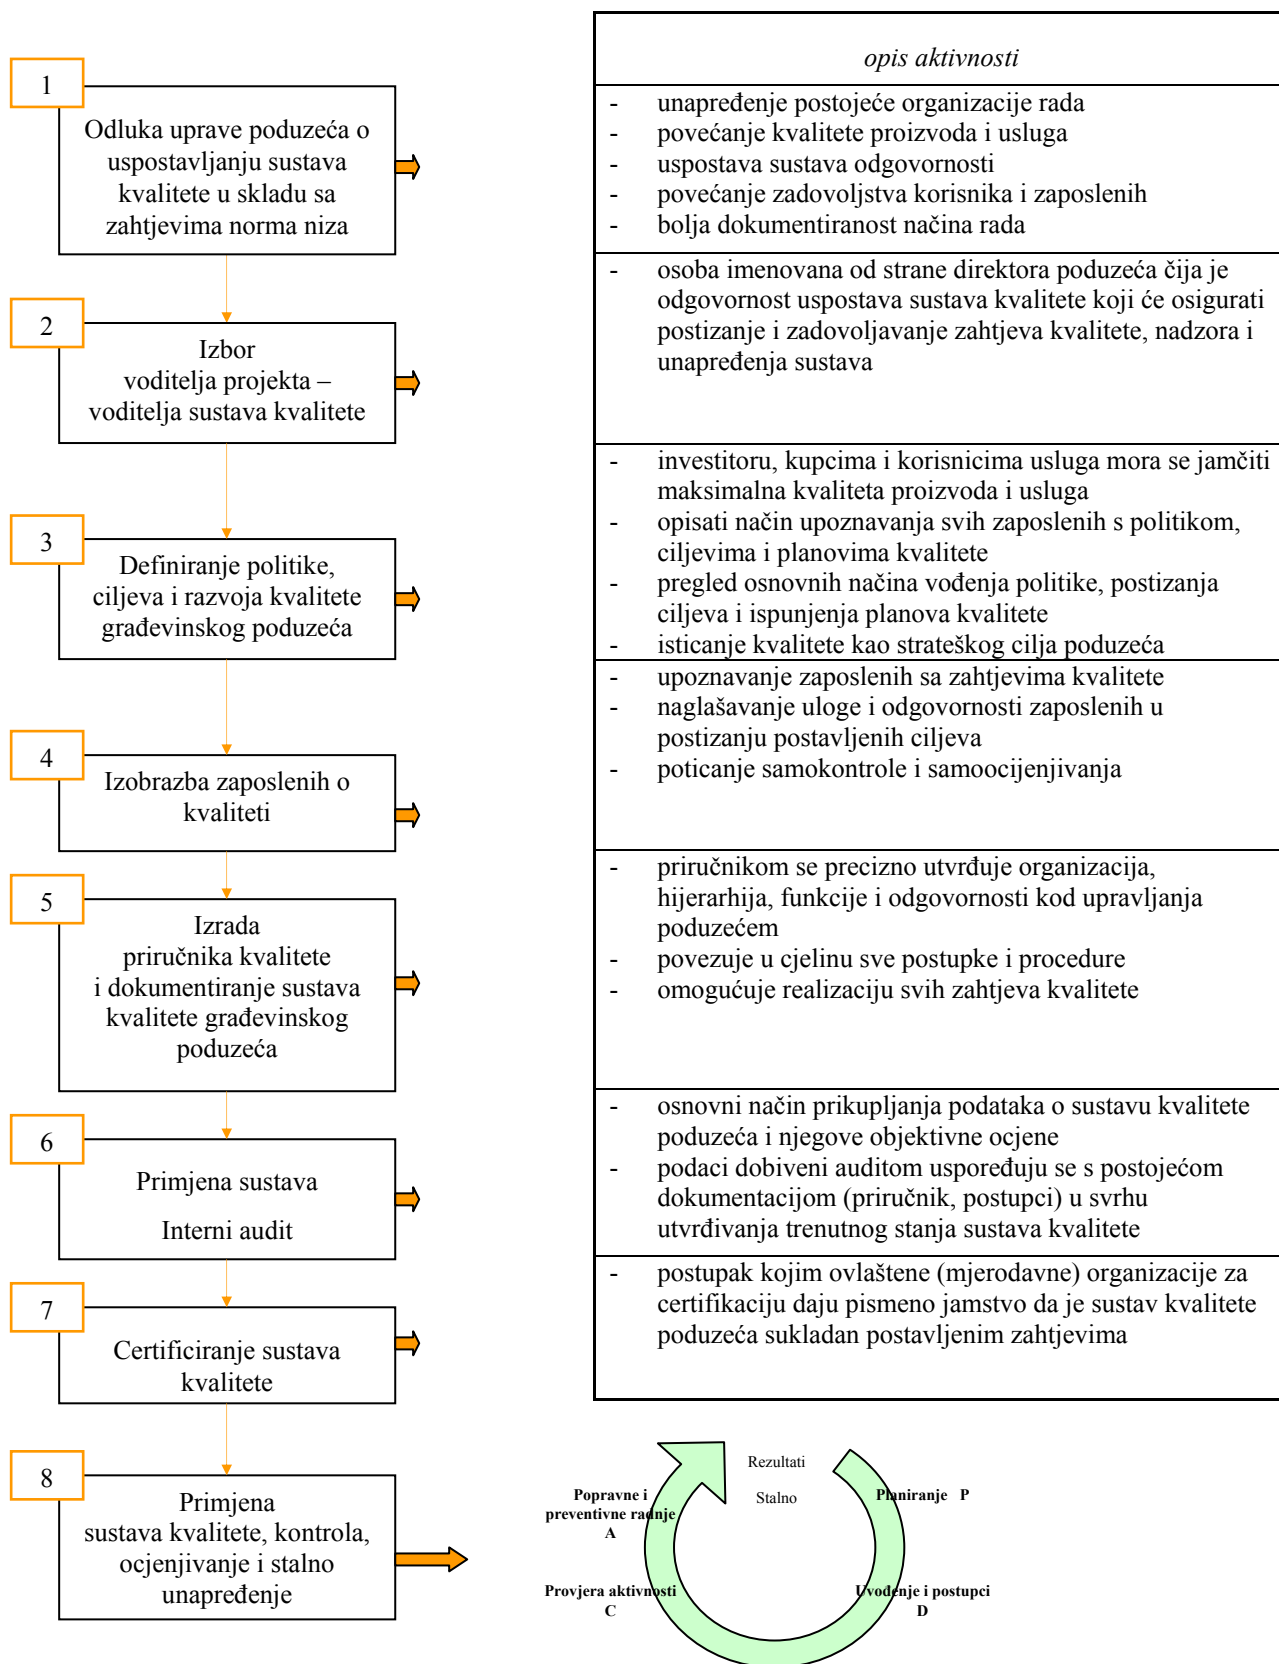 opis aktivnosti
1
Odluka uprave poduzeća o
uspostavljanju sustava
kvalitete u skladu sa
zahtjevima norma niza
- unapređenje postojeće organizacije rada
- povećanje kvalitete proizvoda i usluga
- uspostava sustava odgovornosti
- povećanje zadovoljstva korisnika i zaposlenih
- bolja dokumentiranost načina rada
2
Izbor
voditelja projekta –
voditelja sustava kvalitete
- osoba imenovana od strane direktora poduzeća čija je
odgovornost uspostava sustava kvalitete koji će osigurati
postizanje i zadovoljavanje zahtjeva kvalitete, nadzora i
unapređenja sustava
3
Definiranje politike,
ciljeva i razvoja kvalitete
građevinskog poduzeća
- investitoru, kupcima i korisnicima usluga mora se jamčiti
maksimalna kvaliteta proizvoda i usluga
- opisati način upoznavanja svih zaposlenih s politikom,
ciljevima i planovima kvalitete
- pregled osnovnih načina vođenja politike, postizanja
ciljeva i ispunjenja planova kvalitete
- isticanje kvalitete kao strateškog cilja poduzeća
4
Izobrazba zaposlenih o
kvaliteti
- upoznavanje zaposlenih sa zahtjevima kvalitete
- naglašavanje uloge i odgovornosti zaposlenih u
postizanju postavljenih ciljeva
- poticanje samokontrole i samoocijenjivanja
5
Izrada
priručnika kvalitete
i dokumentiranje sustava
kvalitete građevinskog
poduzeća
- priručnikom se precizno utvrđuje organizacija,
hijerarhija, funkcije i odgovornosti kod upravljanja
poduzećem
- povezuje u cjelinu sve postupke i procedure
- omogućuje realizaciju svih zahtjeva kvalitete
6
Primjena sustava
Interni audit
- osnovni način prikupljanja podataka o sustavu kvalitete
poduzeća i njegove objektivne ocjene
- podaci dobiveni auditom uspoređuju se s postojećom
dokumentacijom (priručnik, postupci) u svrhu
utvrđivanja trenutnog stanja sustava kvalitete
7
Certificiranje sustava
kvalitete
- postupak kojim ovlaštene (mjerodavne) organizacije za
certifikaciju daju pismeno jamstvo da je sustav kvalitete
poduzeća sukladan postavljenim zahtjevima
8
Primjena
sustava kvalitete, kontrola,
ocjenjivanje i stalno
unapređenje
Rezultati
Stalno
Planiranje P
Popravne i
preventivne radnje
A
Provjera aktivnosti
C
Uvođenje i postupci
D